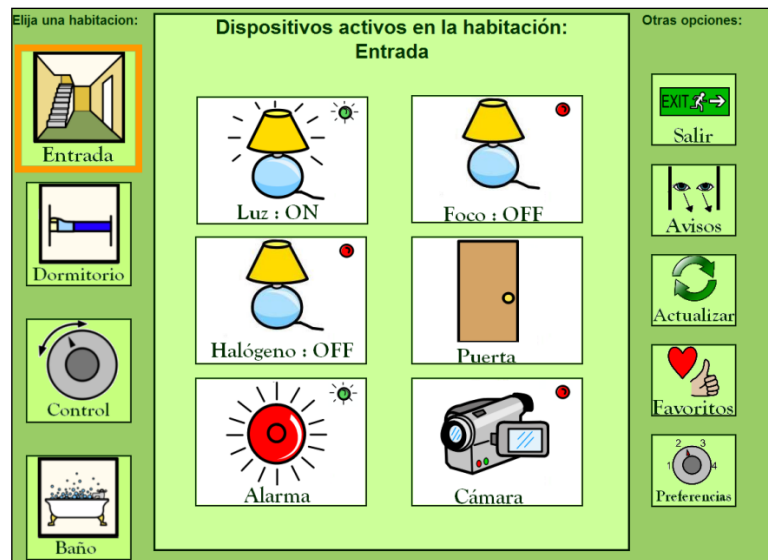 Elija una habitacion:
Entrada
Dormitorio
Control
Baño
Dispositivos activos en la habitación:
Entrada
Luz : ON
Foco : OFF
Halógeno : OFF
Puerta
Alarma
Cámara
Otras opciones:
EXIT
Salir
Avisos
Actualizar
Favoritos
1 2 3 4
Preferencias